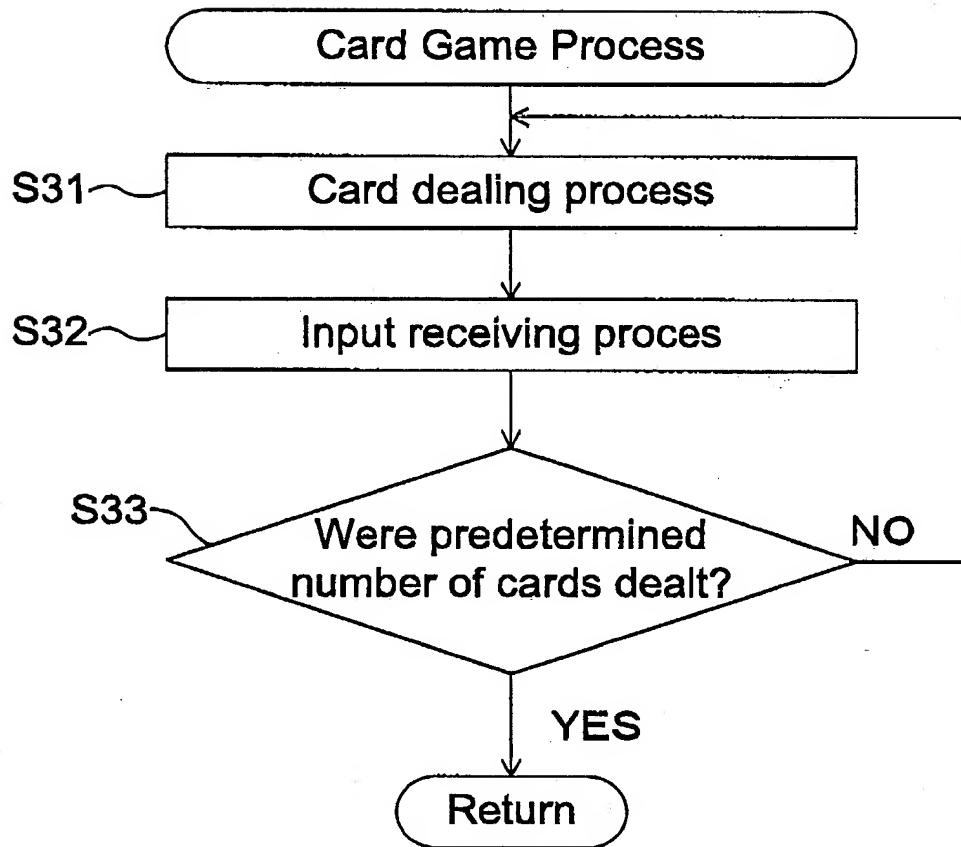 Card Game Process
S31
Card dealing process
S32
Input receiving proces
S33
Were predetermined
number of cards dealt?
NO
YES
Return